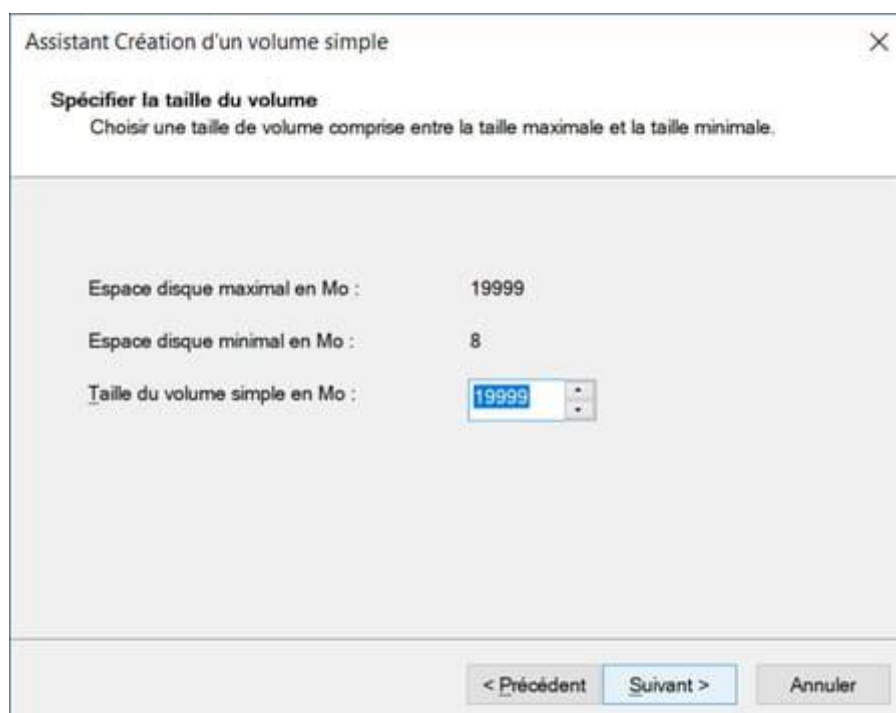 Assistant Création d'un volume simple
Spécifier la taille du volume
Choisir une taille de volume comprise entre la taille maximale et la taille minimale.
Espace disque maximal en Mo : 19999
Espace disque minimal en Mo : 8
Taille du volume simple en Mo : 19999
< Précédent Suivant > Annuler